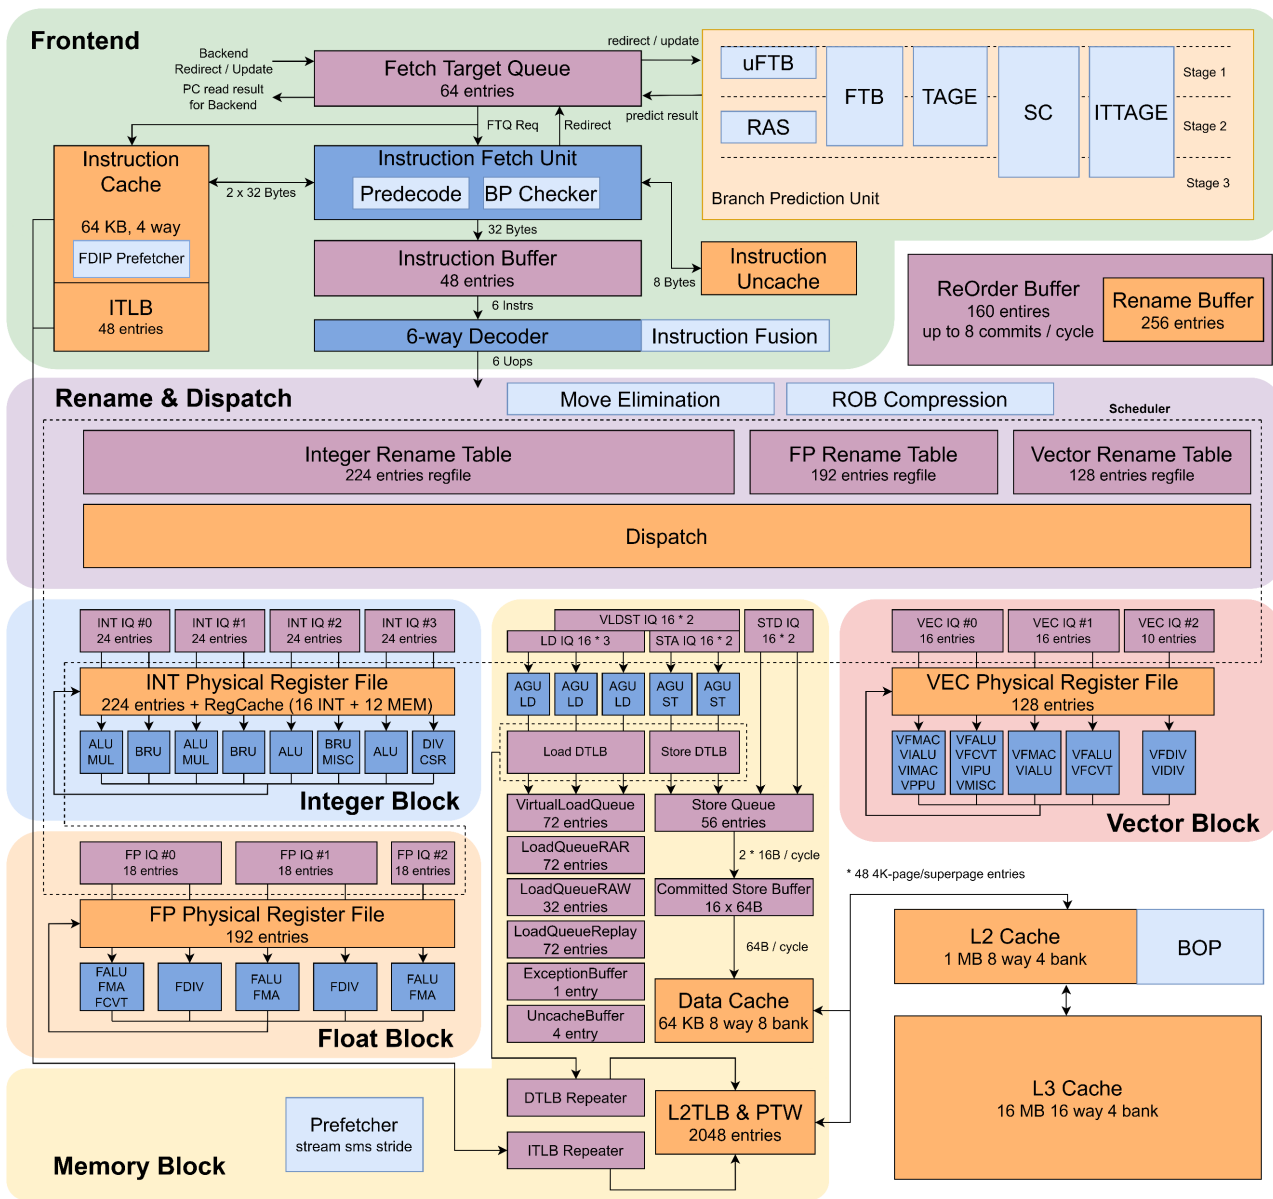 Frontend
Backend
Redirect / Update
PC read result
for Backend
Fetch Target Queue
64 entries
redirect / update
predict result
uFTB
RAS
FTB
TAGE
SC
ITTAGE
Stage 1
Stage 2
Stage 3
Branch Prediction Unit
FTQ Req
Redirect
Instruction
Cache
64 KB, 4 way
FDIP Prefetcher
ITLB
48 entries
2 x 32 Bytes
Instruction Fetch Unit
Predecode
BP Checker
32 Bytes
Instruction Buffer
48 entries
8 Bytes
Instruction
Uncache
6 Instrs
6-way Decoder
Instruction Fusion
6 Uops
ReOrder Buffer
160 entires
up to 8 commits / cycle
Rename Buffer
256 entries
Rename & Dispatch
Move Elimination
ROB Compression
Scheduler
Integer Rename Table
224 entries regfile
FP Rename Table
192 entries regfile
Vector Rename Table
128 entries regfile
Dispatch
INT IQ #0
24 entries
INT IQ #1
24 entries
INT IQ #2
24 entries
INT IQ #3
24 entries
INT Physical Register File
224 entries + RegCache (16 INT + 12 MEM)
ALU
MUL
BRU
ALU
MUL
BRU
ALU
BRU
MISC
ALU
DIV
CSR
Integer Block
FP IQ #0
18 entries
FP IQ #1
18 entries
FP IQ #2
18 entries
FP Physical Register File
192 entries
FALU
FMA
FCVT
FDIV
FALU
FMA
FDIV
FALU
FMA
Float Block
VLDST IQ 16 * 2
LD IQ 16 * 3
STA IQ 16 * 2
STD IQ
16 * 2
AGU
LD
AGU
LD
AGU
LD
AGU
ST
AGU
ST
Load DTLB
Store DTLB
VirtualLoadQueue
72 entries
LoadQueueRAR
72 entries
LoadQueueRAW
32 entries
LoadQueueReplay
72 entries
ExceptionBuffer
1 entry
UncacheBuffer
4 entry
Store Queue
56 entries
2 * 16B / cycle
Committed Store Buffer
16 x 64B
64B / cycle
Data Cache
64 KB 8 way 8 bank
DTLB Repeater
ITLB Repeater
L2TLB & PTW
2048 entries
Prefetcher
stream sms stride
Memory Block
VEC IQ #0
16 entries
VEC IQ #1
16 entries
VEC IQ #2
10 entries
VEC Physical Register File
128 entries
VFMAC
VIALU
VIMAC
VPPU
VFALU
VFCVT
VIPU
VMISC
VFMAC
VIALU
VFALU
VFCVT
VFDIV
VIDIV
Vector Block
* 48 4K-page/superpage entries
L2 Cache
1 MB 8 way 4 bank
BOP
L3 Cache
16 MB 16 way 4 bank